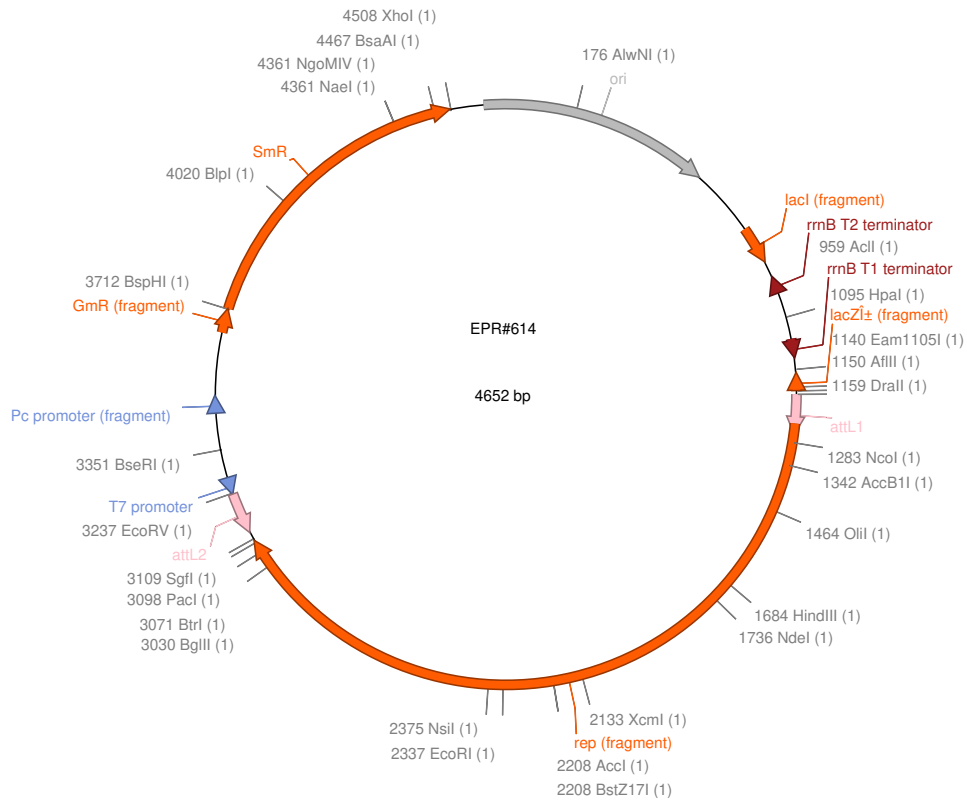 4508 XhoI (1)
4467 BsaAI (1)
4361 NgoMIV (1)
4361 NaeI (1)
176 AlwNI (1)
ori
SmR
4020 BlpI (1)
lacI (fragment)
rrnB T2 terminator
959 AclI (1)
rrnB T1 terminator
1095 HpaI (1)
lacZÎ± (fragment)
1140 Eam1105I (1)
1150 AflII (1)
1159 DraII (1)
3712 BspHI (1)
GmR (fragment)
EPR#614
4652 bp
Pc promoter (fragment)
attL1
1283 NcoI (1)
1342 AccB1I (1)
3351 BseRI (1)
T7 promoter
3237 EcoRV (1)
attL2
1464 OliI (1)
3109 SgfI (1)
3098 PacI (1)
3071 BtrI (1)
3030 BglII (1)
1684 HindIII (1)
1736 NdeI (1)
2375 NsiI (1)
2337 EcoRI (1)
2133 XcmI (1)
rep (fragment)
2208 AccI (1)
2208 BstZ17I (1)